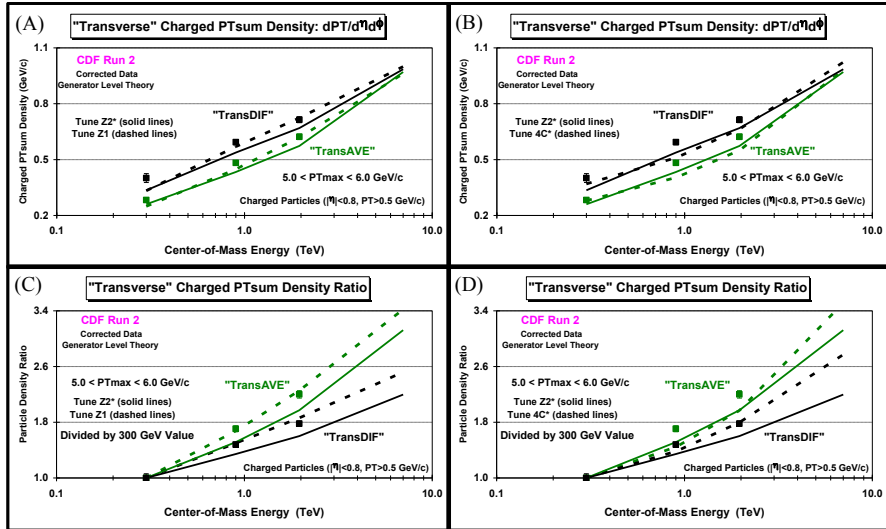 (A)
"Transverse" Charged PTsum Density: dPT/dηdφ
Charged PTsum Density (GeV/c)
1.1
0.8
0.5
0.2
CDF Run 2
Corrected Data
Generator Level Theory
Tune Z2* (solid lines)
Tune Z1 (dashed lines)
"TransDIF"
"TransAVE"
5.0 < PTmax < 6.0 GeV/c
Charged Particles (|η|<0.8, PT>0.5 GeV/c)
0.1
1.0
10.0
Center-of-Mass Energy (TeV)
(B)
"Transverse" Charged PTsum Density: dPT/dηdφ
Charged PTsum Density (GeV/c)
1.1
0.8
0.5
0.2
CDF Run 2
Corrected Data
Generator Level Theory
Tune Z2* (solid lines)
Tune 4C* (dashed lines)
"TransDIF"
"TransAVE"
5.0 < PTmax < 6.0 GeV/c
Charged Particles (|η|<0.8, PT>0.5 GeV/c)
0.1
1.0
10.0
Center-of-Mass Energy (TeV)
(C)
"Transverse" Charged PTsum Density Ratio
Particle Density Ratio
3.4
2.6
1.8
1.0
CDF Run 2
Corrected Data
Generator Level Theory
5.0 < PTmax < 6.0 GeV/c
"TransAVE"
Tune Z2* (solid lines)
Tune Z1 (dashed lines)
Divided by 300 GeV Value
"TransDIF"
Charged Particles (|η|<0.8, PT>0.5 GeV/c)
0.1
1.0
10.0
Center-of-Mass Energy (TeV)
(D)
"Transverse" Charged PTsum Density Ratio
Particle Density Ratio
3.4
2.6
1.8
1.0
CDF Run 2
Corrected Data
Generator Level Theory
5.0 < PTmax < 6.0 GeV/c
"TransAVE"
Tune Z2* (solid lines)
Tune 4C* (dashed lines)
Divided by 300 GeV Value
"TransDIF"
Charged Particles (|η|<0.8, PT>0.5 GeV/c)
0.1
1.0
10.0
Center-of-Mass Energy (TeV)